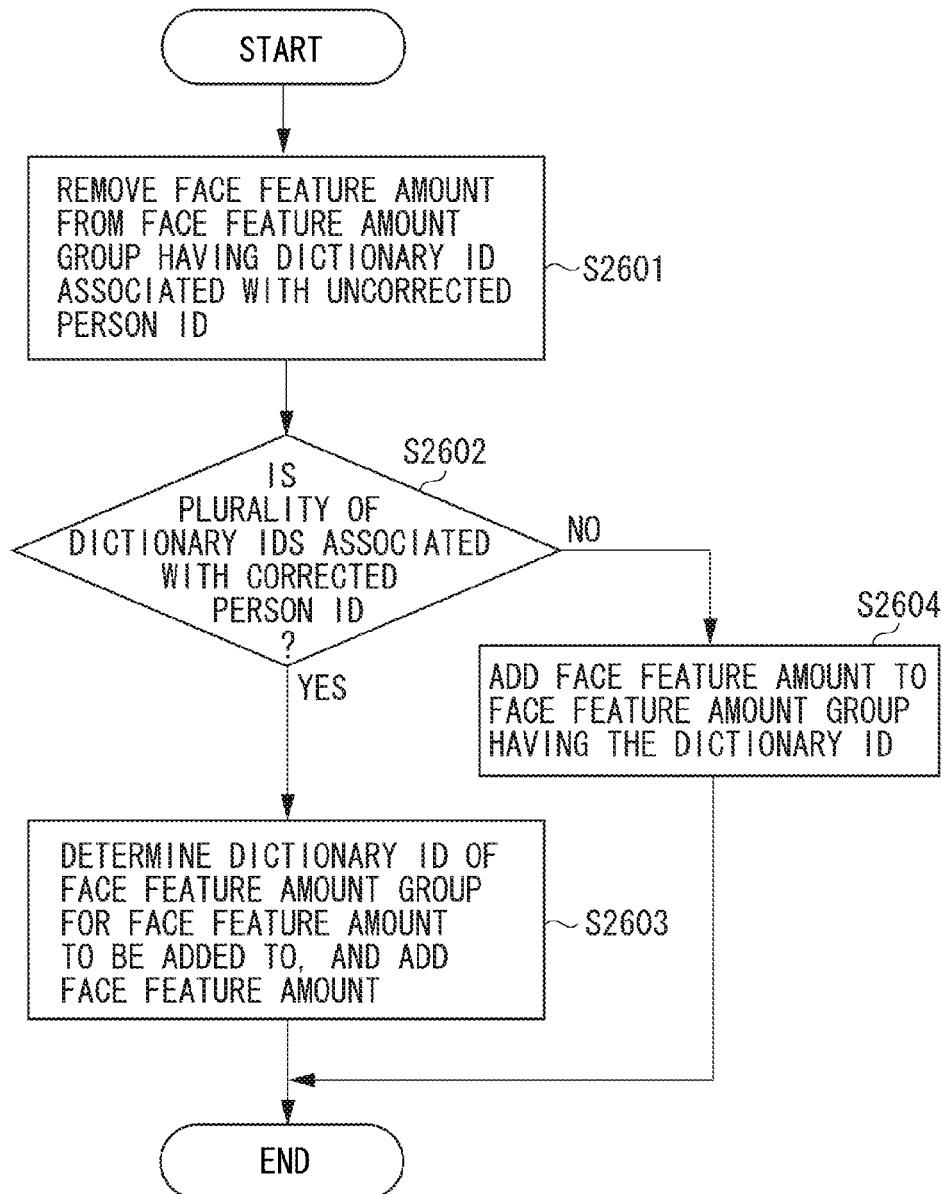 START
REMOVE FACE FEATURE AMOUNT
FROM FACE FEATURE AMOUNT
GROUP HAVING DICTIONARY ID
ASSOCIATED WITH UNCORRECTED
PERSON ID
S2601
S2602
IS
PLURALITY OF
DICTIONARY IDS ASSOCIATED
WITH CORRECTED
PERSON ID
?
NO
YES
S2604
ADD FACE FEATURE AMOUNT TO
FACE FEATURE AMOUNT GROUP
HAVING THE DICTIONARY ID
DETERMINE DICTIONARY ID OF
FACE FEATURE AMOUNT GROUP
FOR FACE FEATURE AMOUNT
TO BE ADDED TO, AND ADD
FACE FEATURE AMOUNT
S2603
END